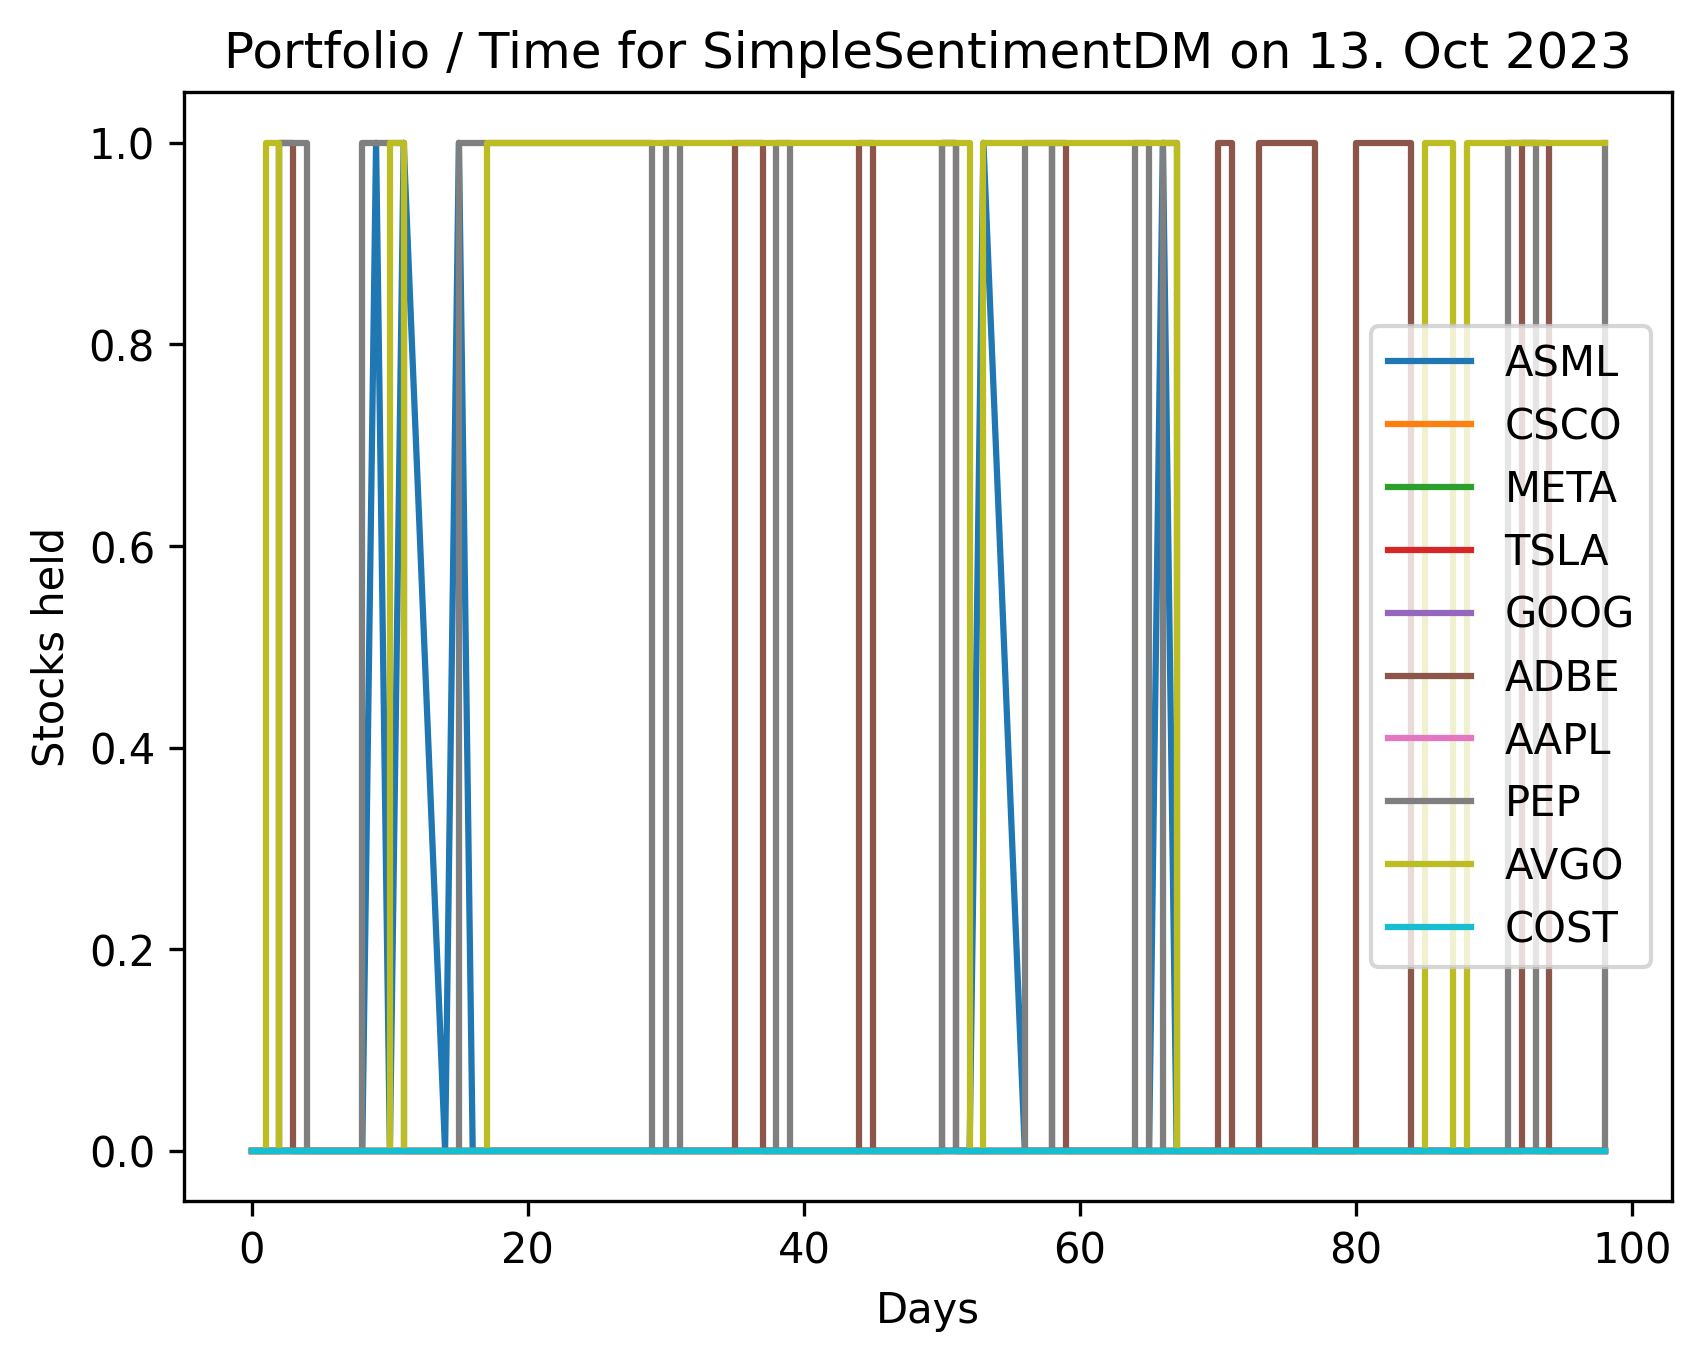 Portfolio / Time for SimpleSentimentDM on 13. Oct 2023
1.0
0.8
0.6
0.4
0.2
0.0
Stocks held
ASML
CSCO
META
TSLA
GOOG
ADBE
AAPL
PEP
AVGO
COST
0 20 40 60 80 100
Days